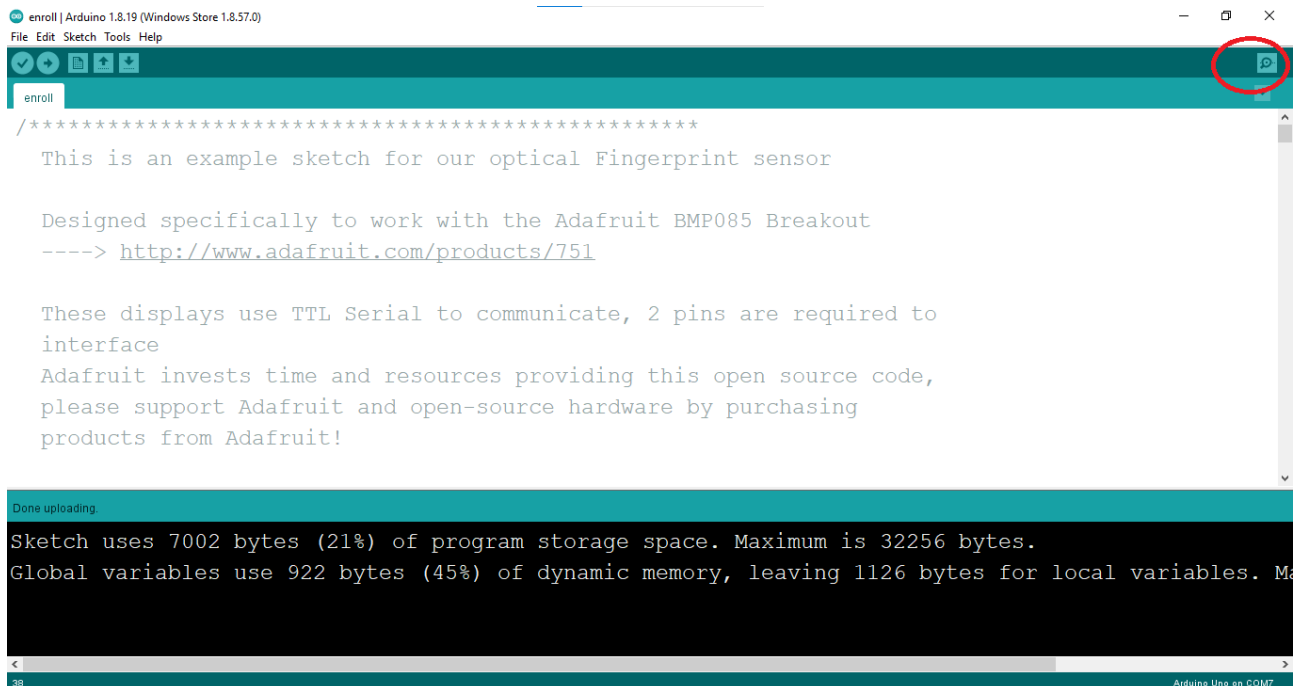 enroll | Arduino 1.8.19 (Windows Store 1.8.57.0)
File Edit Sketch Tools Help
enroll
/***************************************************
This is an example sketch for our optical Fingerprint sensor
Designed specifically to work with the Adafruit BMP085 Breakout
----> http://www.adafruit.com/products/751
These displays use TTL Serial to communicate, 2 pins are required to
interface
Adafruit invests time and resources providing this open source code,
please support Adafruit and open-source hardware by purchasing
products from Adafruit!
Done uploading.
Sketch uses 7002 bytes (21%) of program storage space. Maximum is 32256 bytes.
Global variables use 922 bytes (45%) of dynamic memory, leaving 1126 bytes for local variables. Ma
38
Arduino Uno on COM7